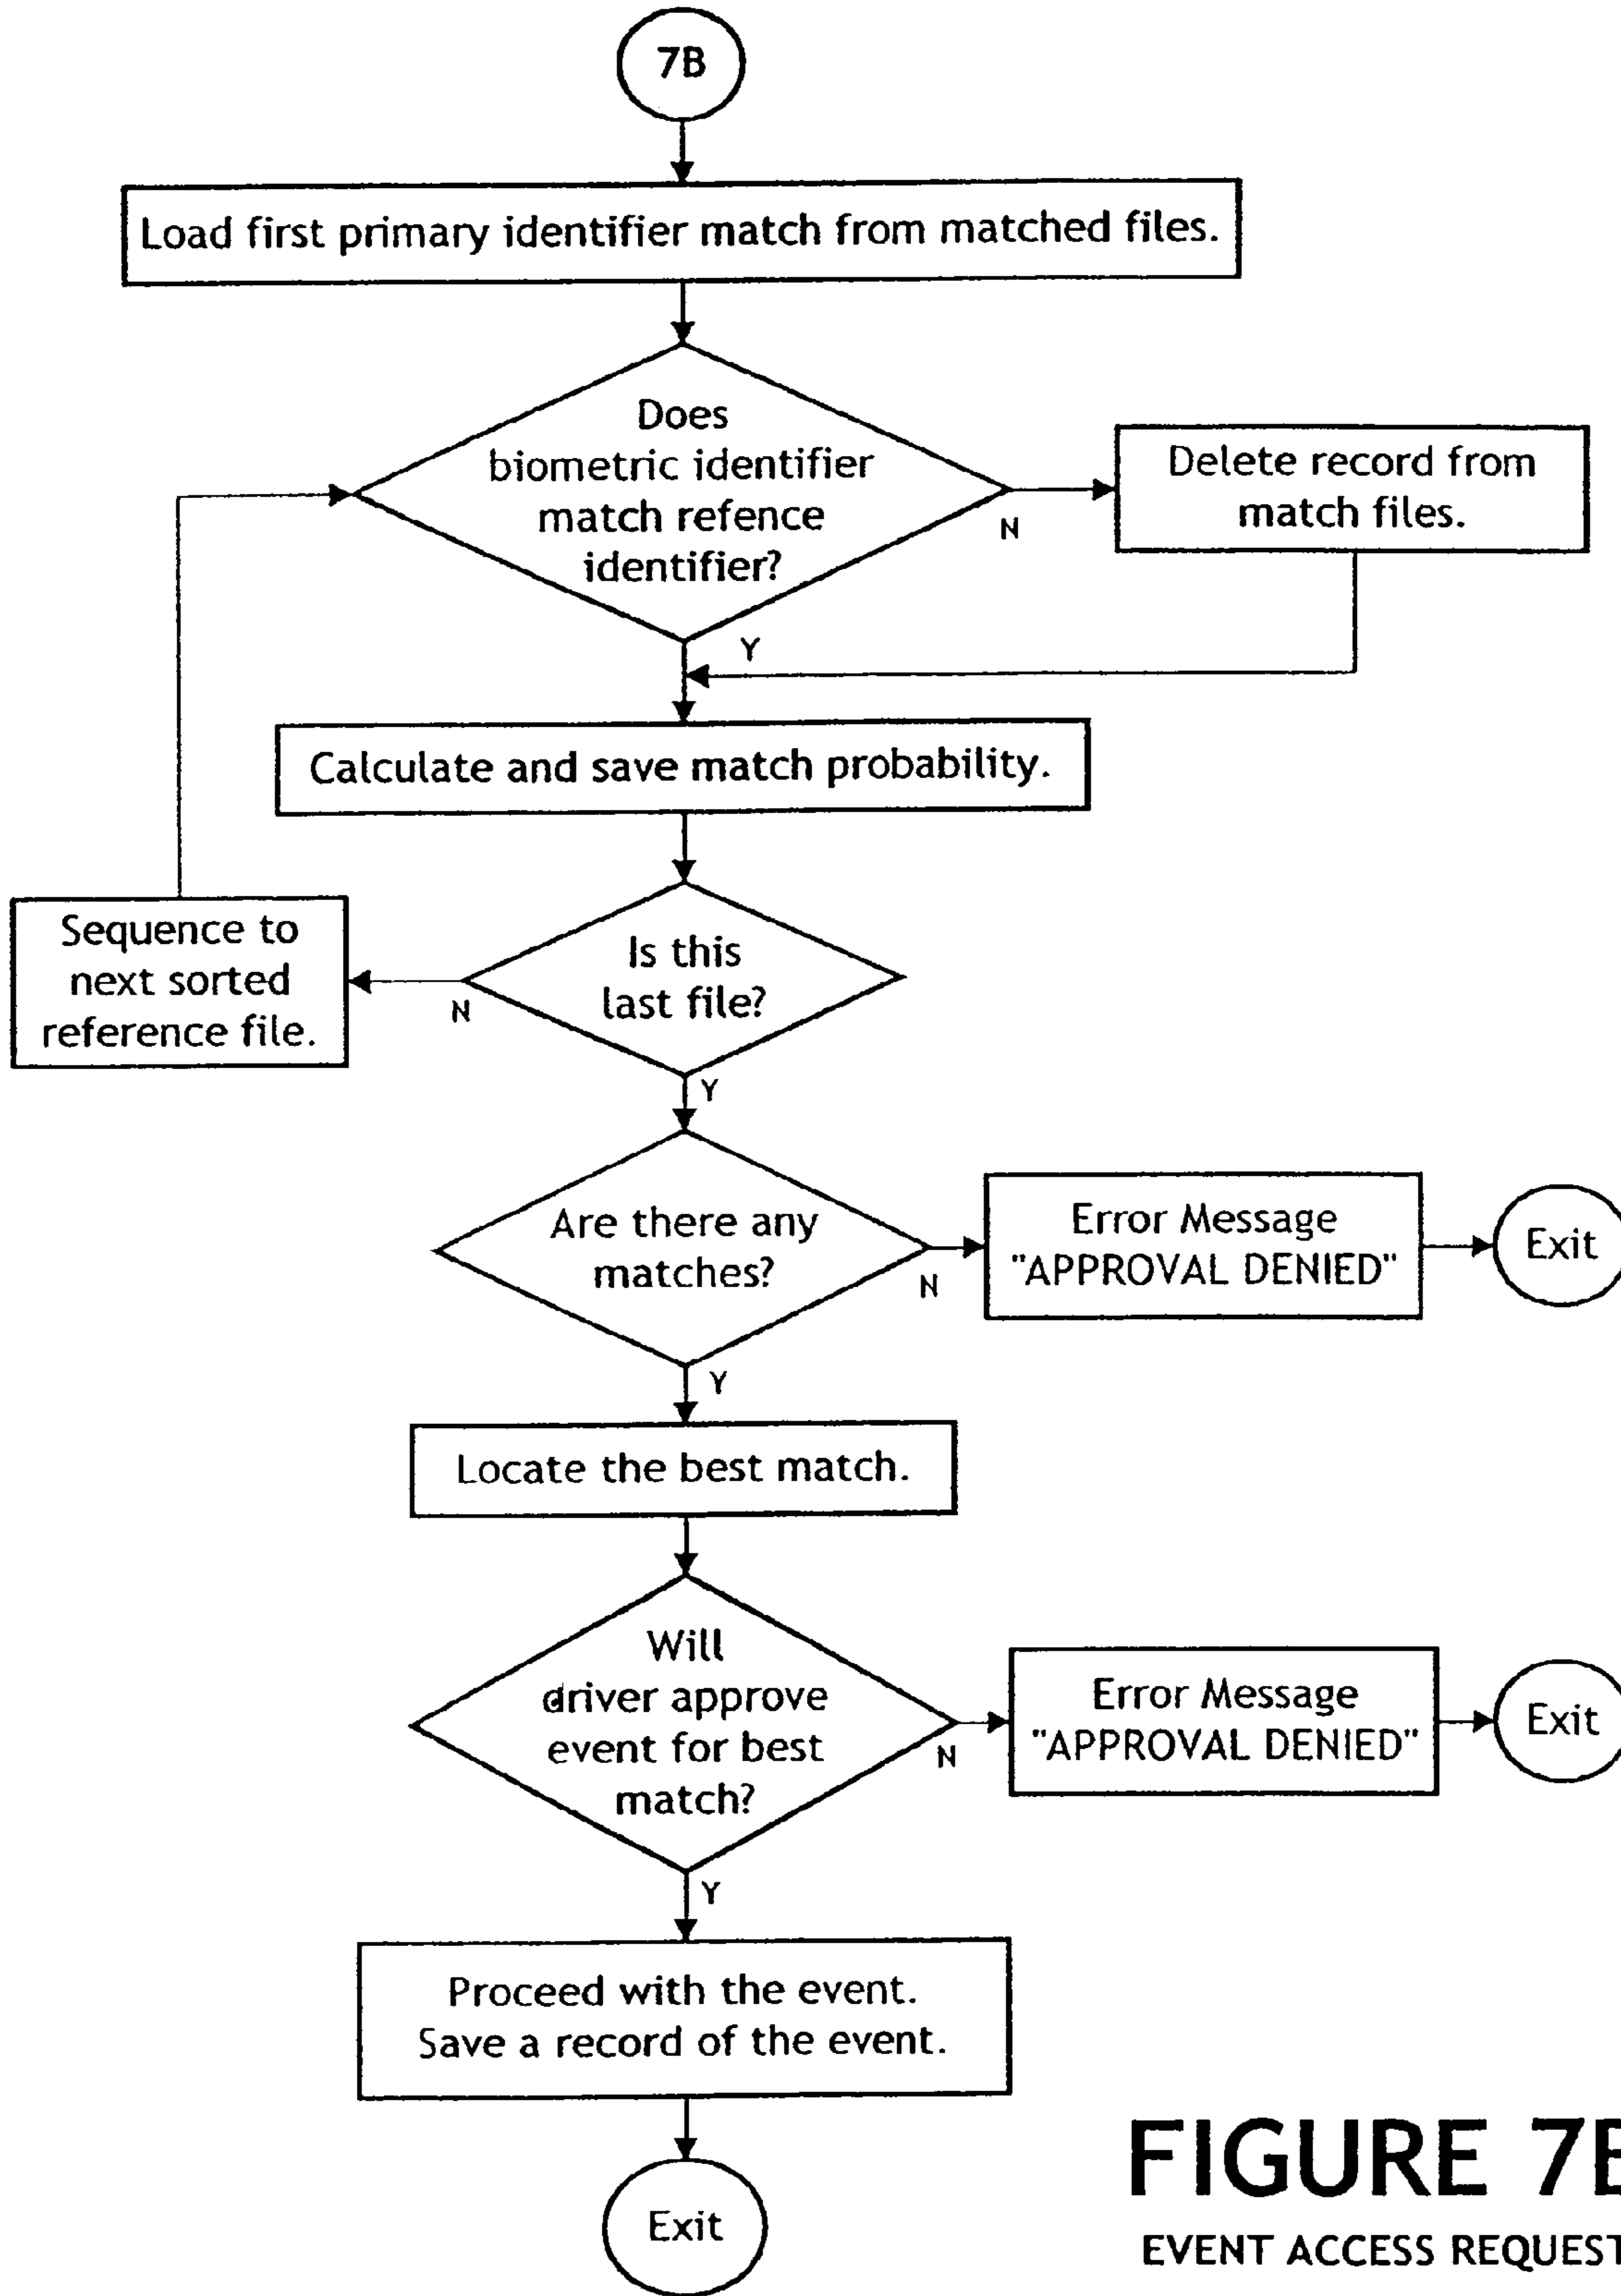 7B
Load first primary identifier match from matched files.
Does
biometric identifier
match refence
identifier?
N
Delete record from
match files.
Y
Calculate and save match probability.
Is this
last file?
N
Sequence to
next sorted
reference file.
Y
Are there any
matches?
N
Error Message
"APPROVAL DENIED"
Exit
Y
Locate the best match.
Will
driver approve
event for best
match?
N
Error Message
"APPROVAL DENIED"
Exit
Y
Proceed with the event.
Save a record of the event.
Exit
FIGURE 7B
EVENT ACCESS REQUEST